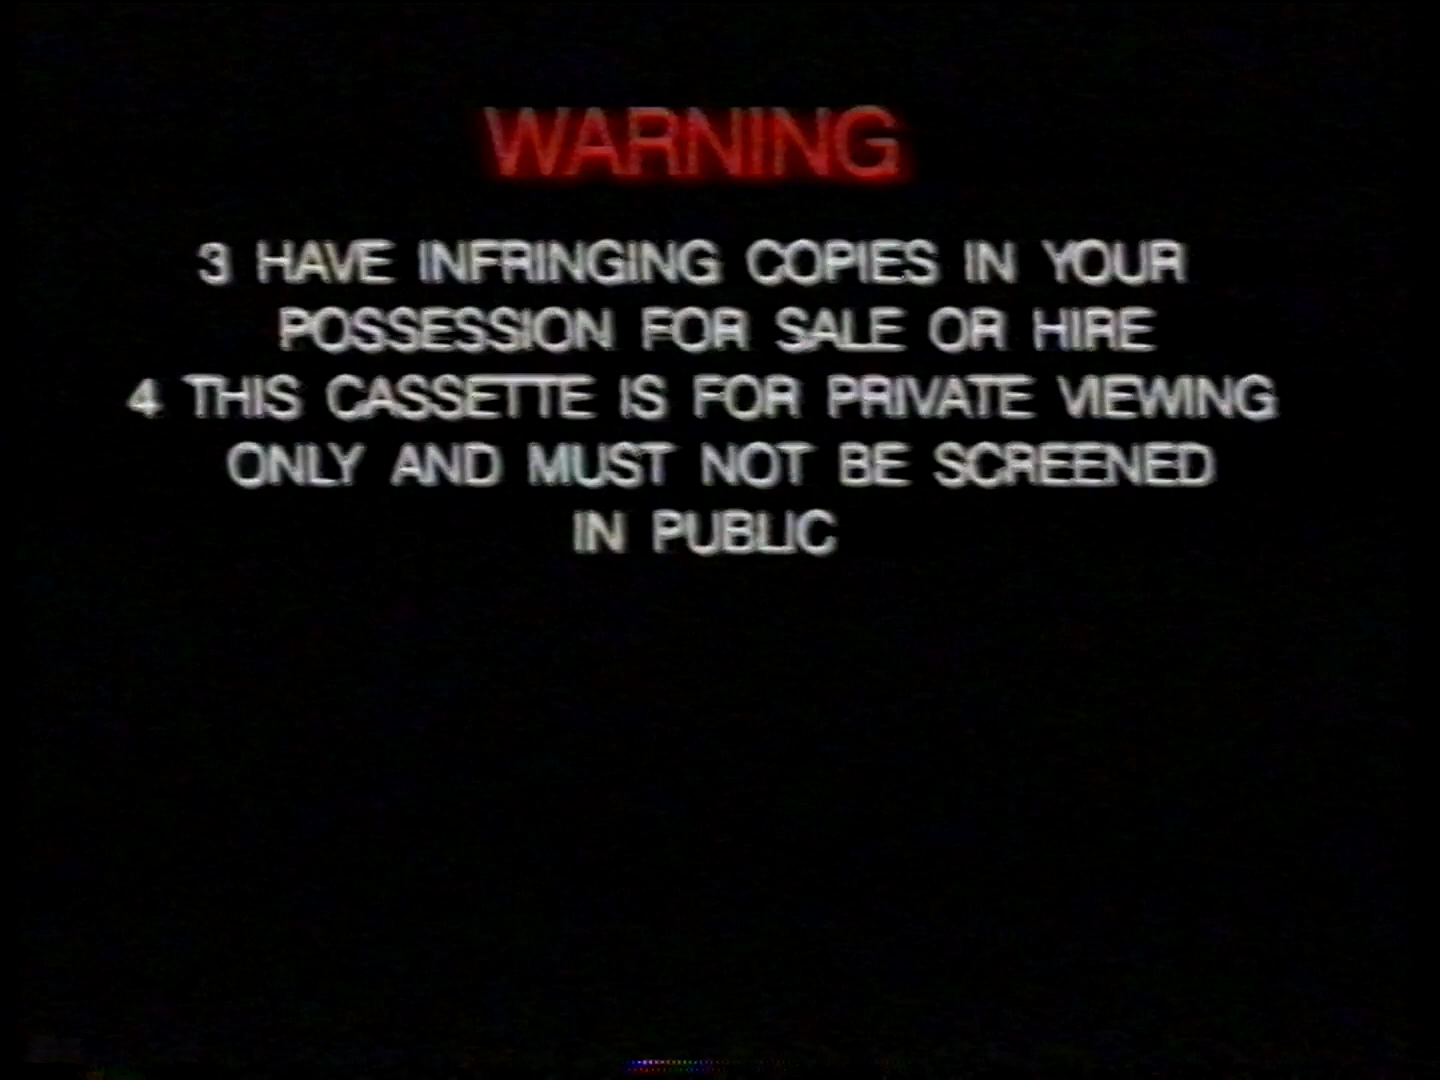 WARNING
3 HAVE INFRINGING COPIES IN YOUR
POSSESSION FOR SALE OR HIRE
4 THIS CASSETTE IS FOR PRIVATE VIEWING
ONLY AND MUST NOT BE SCREENED
IN PUBLIC